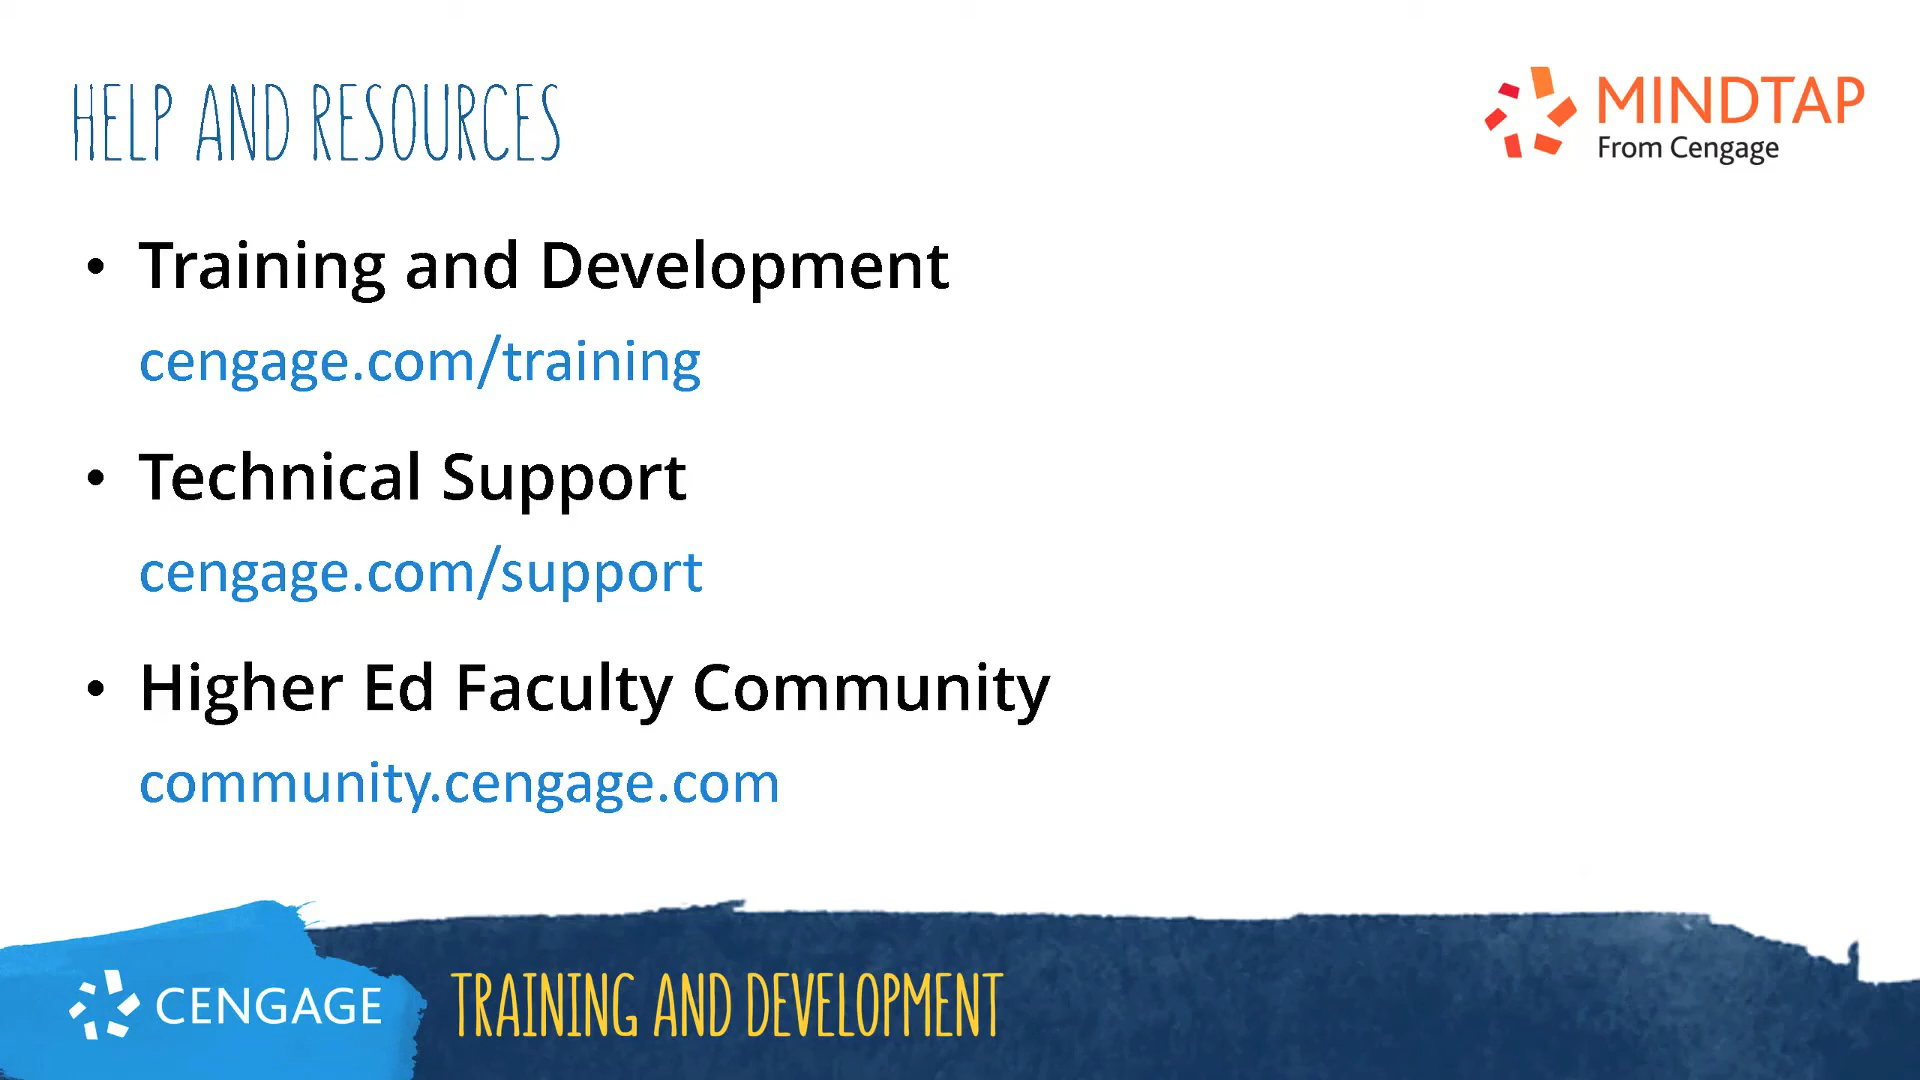 HELP AND RESOURCES
MINDTAP
From Cengage
• Training and Development
cengage.com/training
• Technical Support
cengage.com/support
• Higher Ed Faculty Community
community.cengage.com
CENGAGE
TRAINING AND DEVELOPMENT